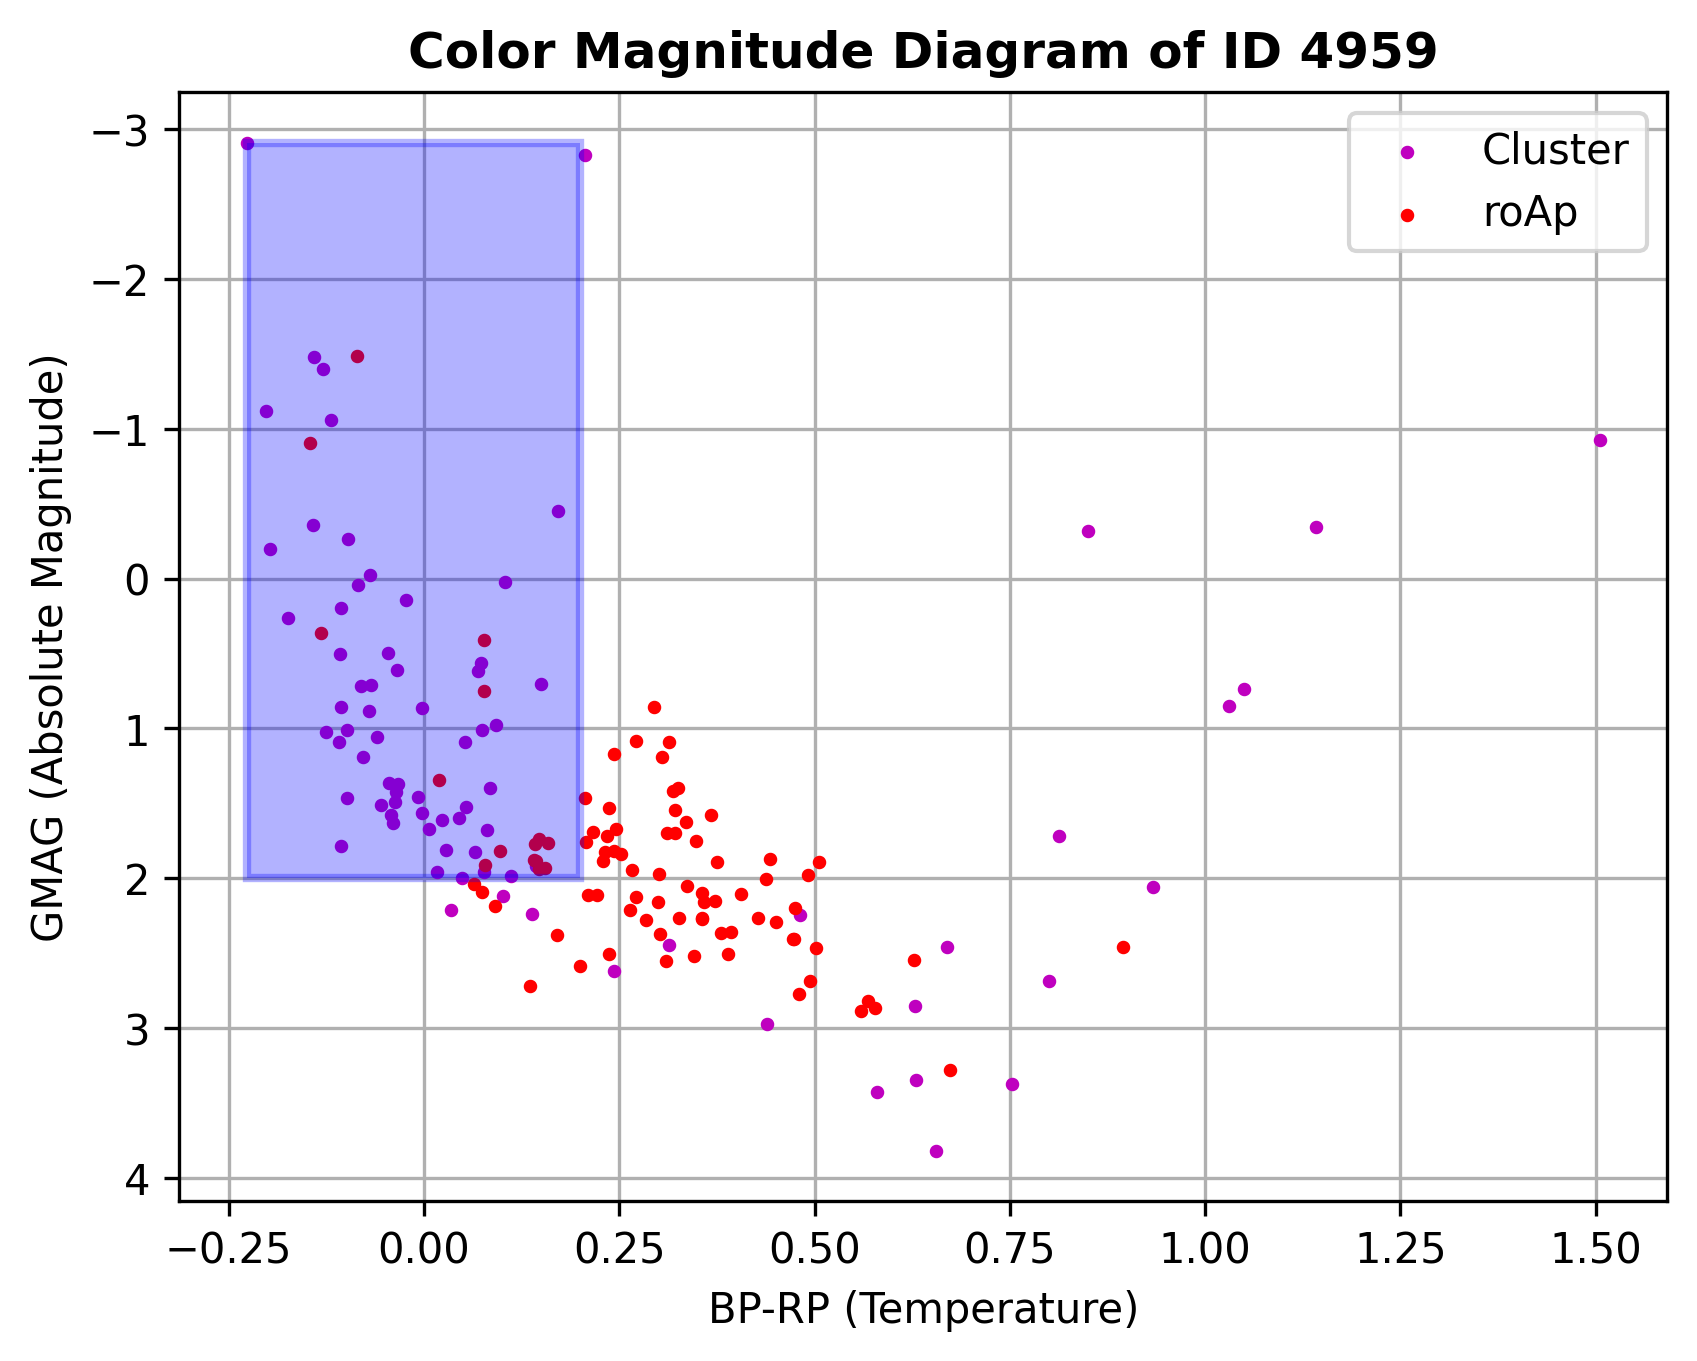 Color Magnitude Diagram of ID 4959
Cluster
roAp
GMAG (Absolute Magnitude)
−3
−2
−1
0
1
2
3
4
−0.25 0.00 0.25 0.50 0.75 1.00 1.25 1.50
BP-RP (Temperature)